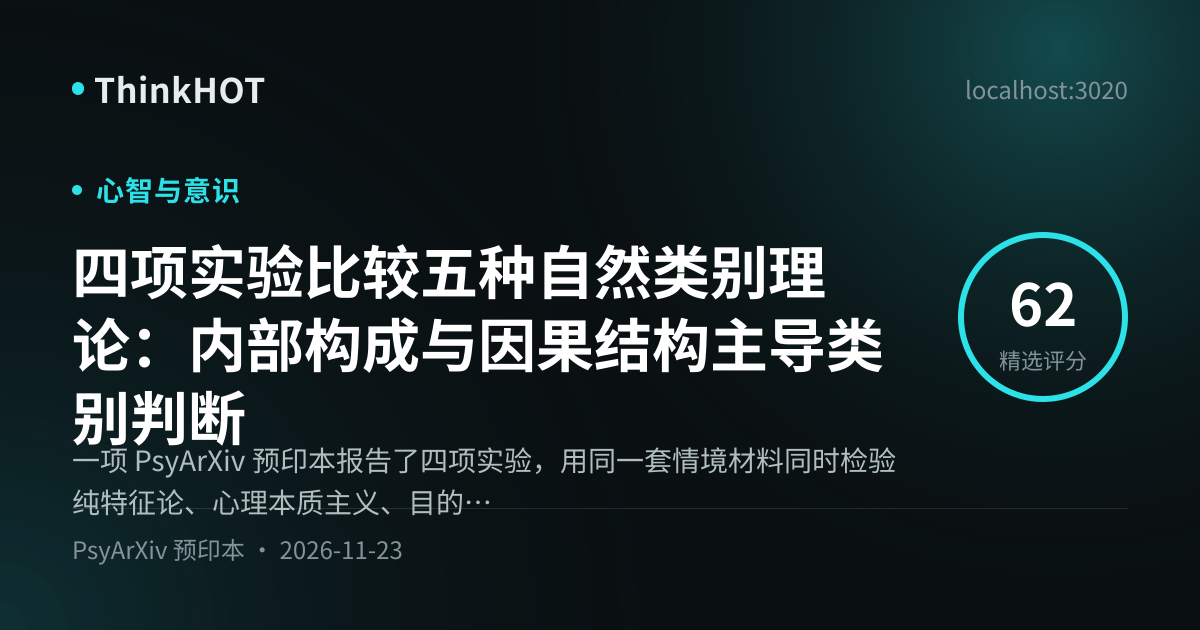 ThinkHOT
localhost:3020
心智与意识
四项实验比较五种自然类别理
论：内部构成与因果结构主导类
别判断
62
精选评分
一项 PsyArXiv 预印本报告了四项实验，用同一套情境材料同时检验
纯特征论、心理本质主义、目的…
PsyArXiv 预印本 · 2026-11-23